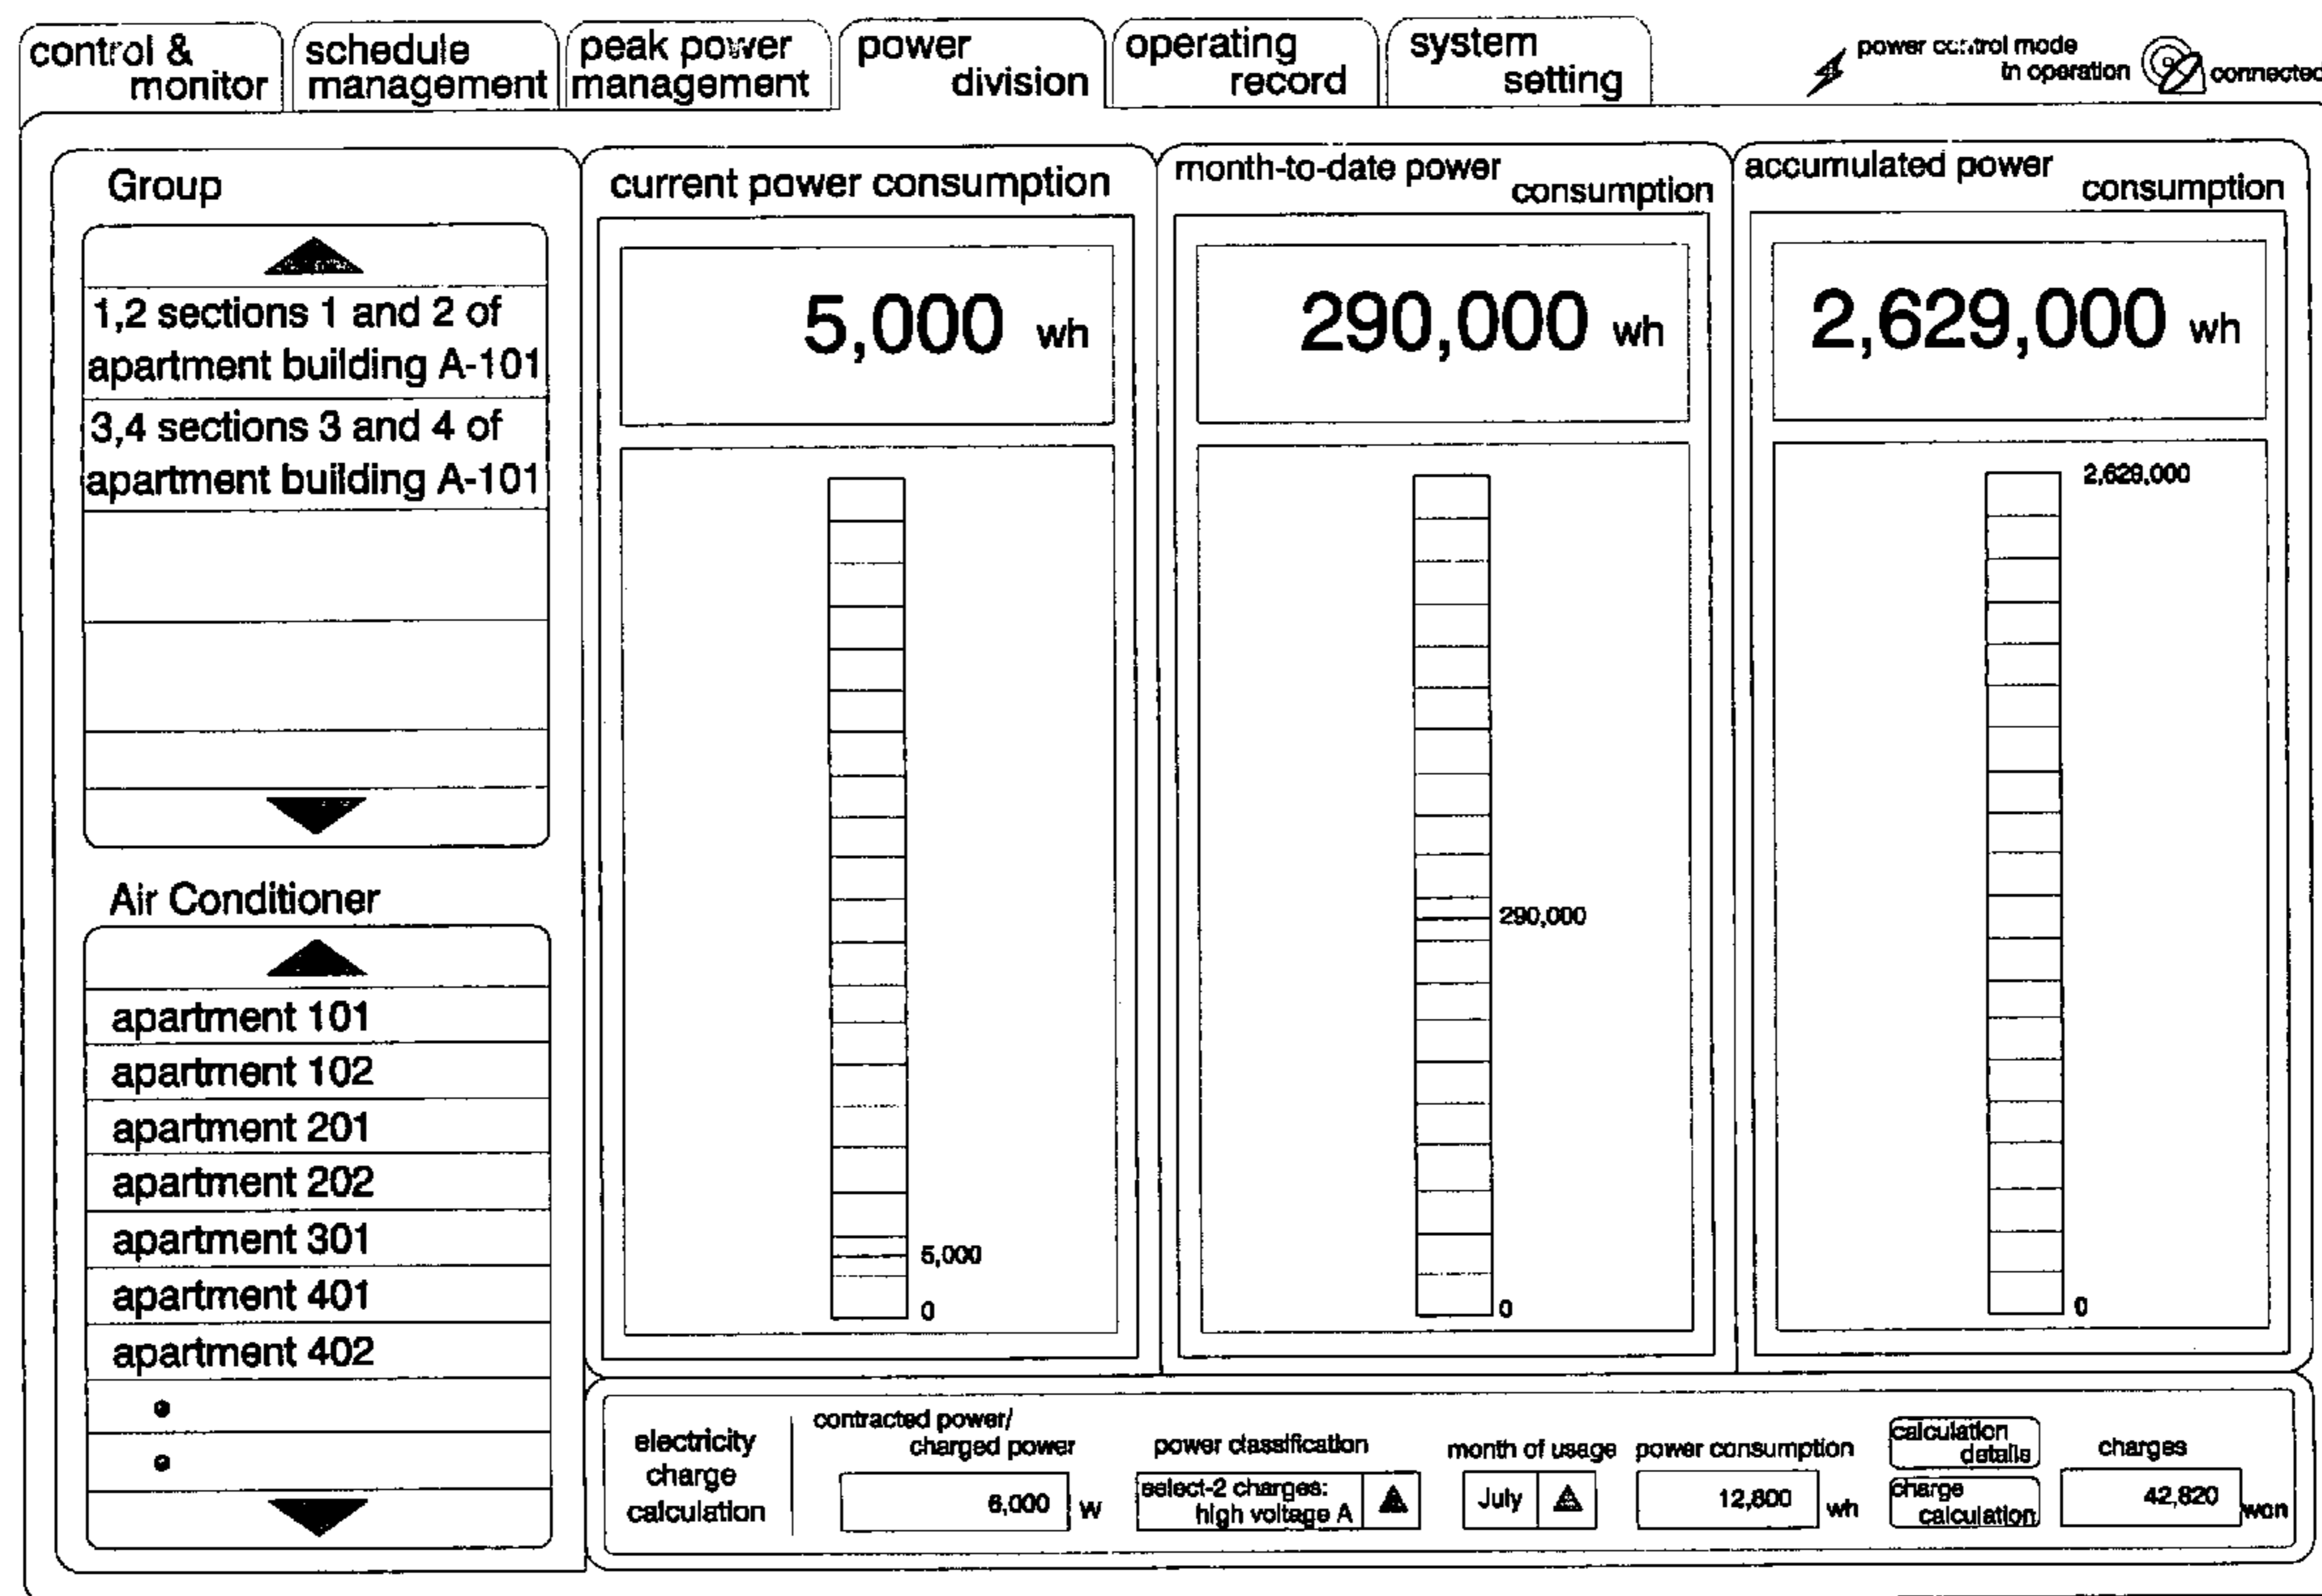 control &
monitor
schedule
management
peak power
management
power
division
operating
record
system
setting
power control mode
in operation
connected
Group
1,2 sections 1 and 2 of
apartment building A-101
3,4 sections 3 and 4 of
apartment building A-101
Air Conditioner
apartment 101
apartment 102
apartment 201
apartment 202
apartment 301
apartment 401
apartment 402
current power consumption
5,000 wh
5,000
0
month-to-date power
consumption
290,000 wh
290,000
0
accumulated power
consumption
2,629,000 wh
2,629,000
0
electricity
charge
calculation
contracted power/
charged power
6,000 W
power classification
select-2 charges:
high voltage A
month of usage
July
power consumption
12,800 wh
calculation
details
charge
calculation
charges
42,820 won